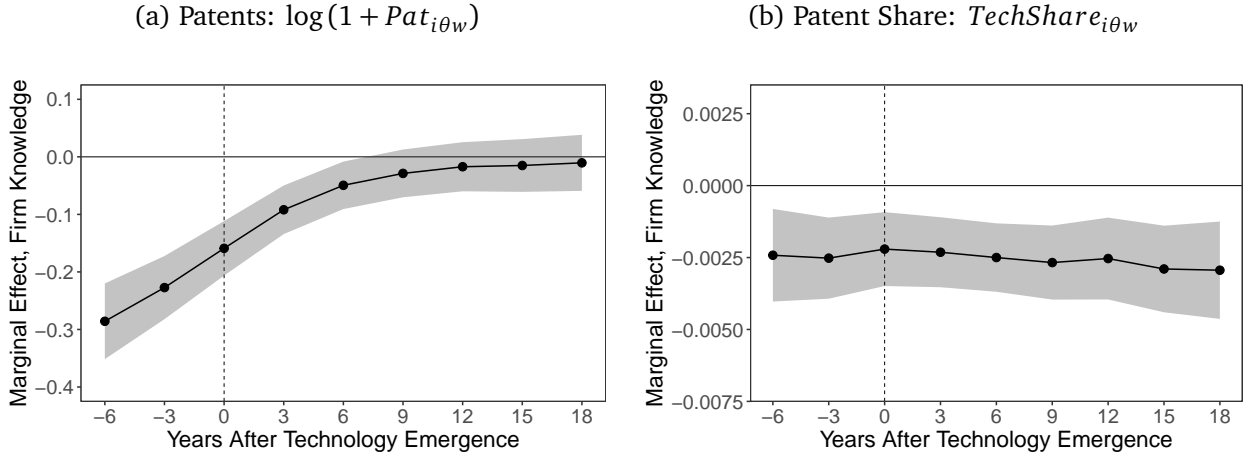 (a) Patents: log(1 + Pat_{iθw})
Marginal Effect, Firm Knowledge
0.1
0.0
−0.1
−0.2
−0.3
−0.4
−6 −3 0 3 6 9 12 15 18
Years After Technology Emergence
(b) Patent Share: TechShare_{iθw}
Marginal Effect, Firm Knowledge
0.0025
0.0000
−0.0025
−0.0050
−0.0075
−6 −3 0 3 6 9 12 15 18
Years After Technology Emergence